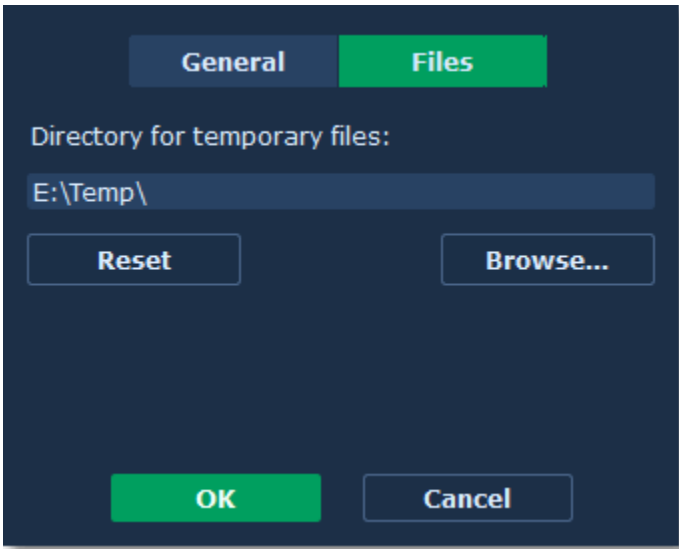 General Files
Directory for temporary files:
E:\Temp\
Reset Browse...
OK Cancel